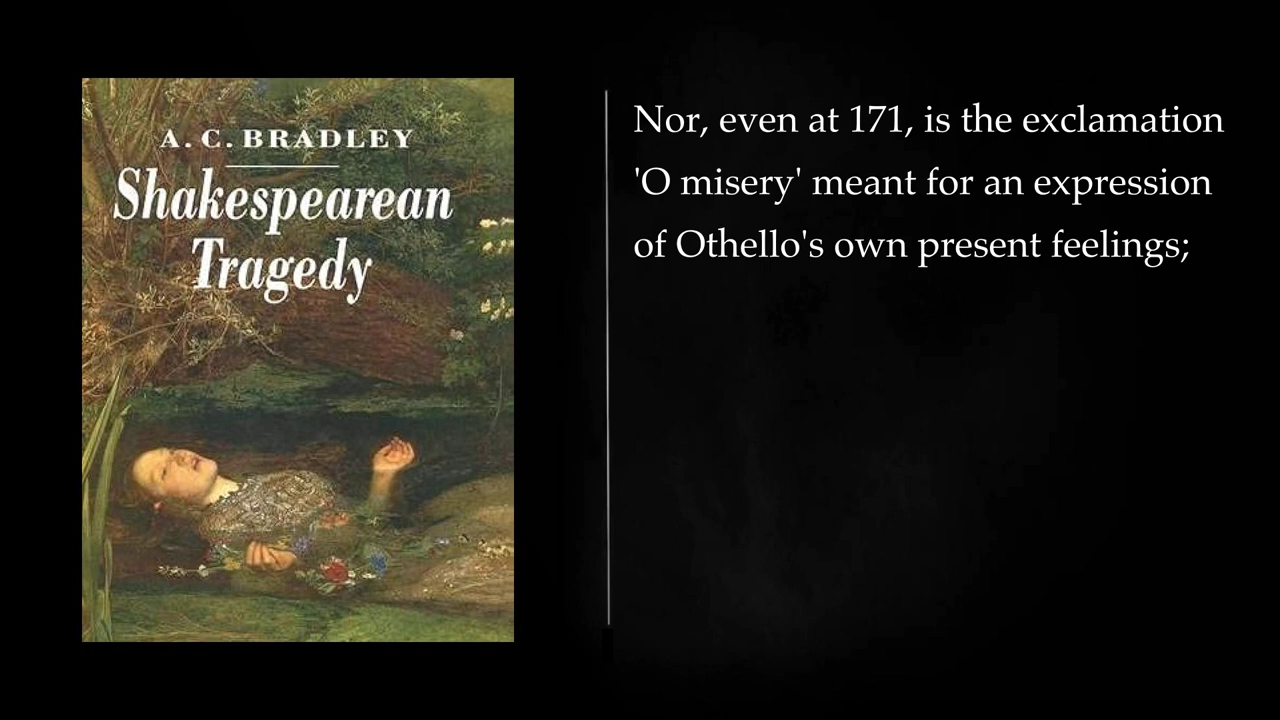 A. C. BRADLEY
Shakespearean
Tragedy
Nor, even at 171, is the exclamation
'O misery' meant for an expression
of Othello's own present feelings;